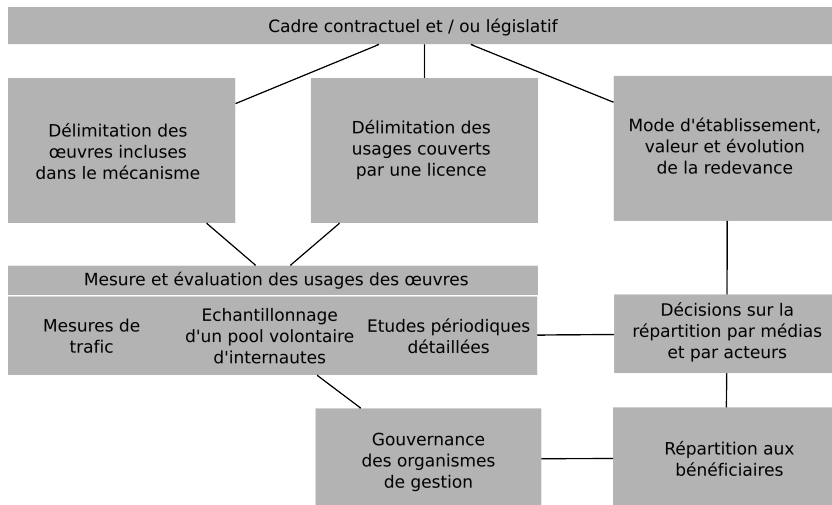 Cadre contractuel et / ou législatif
Délimitation des
œuvres incluses
dans le mécanisme
Délimitation des
usages couverts
par une licence
Mode d'établissement,
valeur et évolution
de la redevance
Mesure et évaluation des usages des œuvres
Mesures de
trafic
Echantillonnage
d'un pool volontaire
d'internautes
Etudes périodiques
détaillées
Décisions sur la
répartition par médias
et par acteurs
Gouvernance
des organismes
de gestion
Répartition aux
bénéficiaires